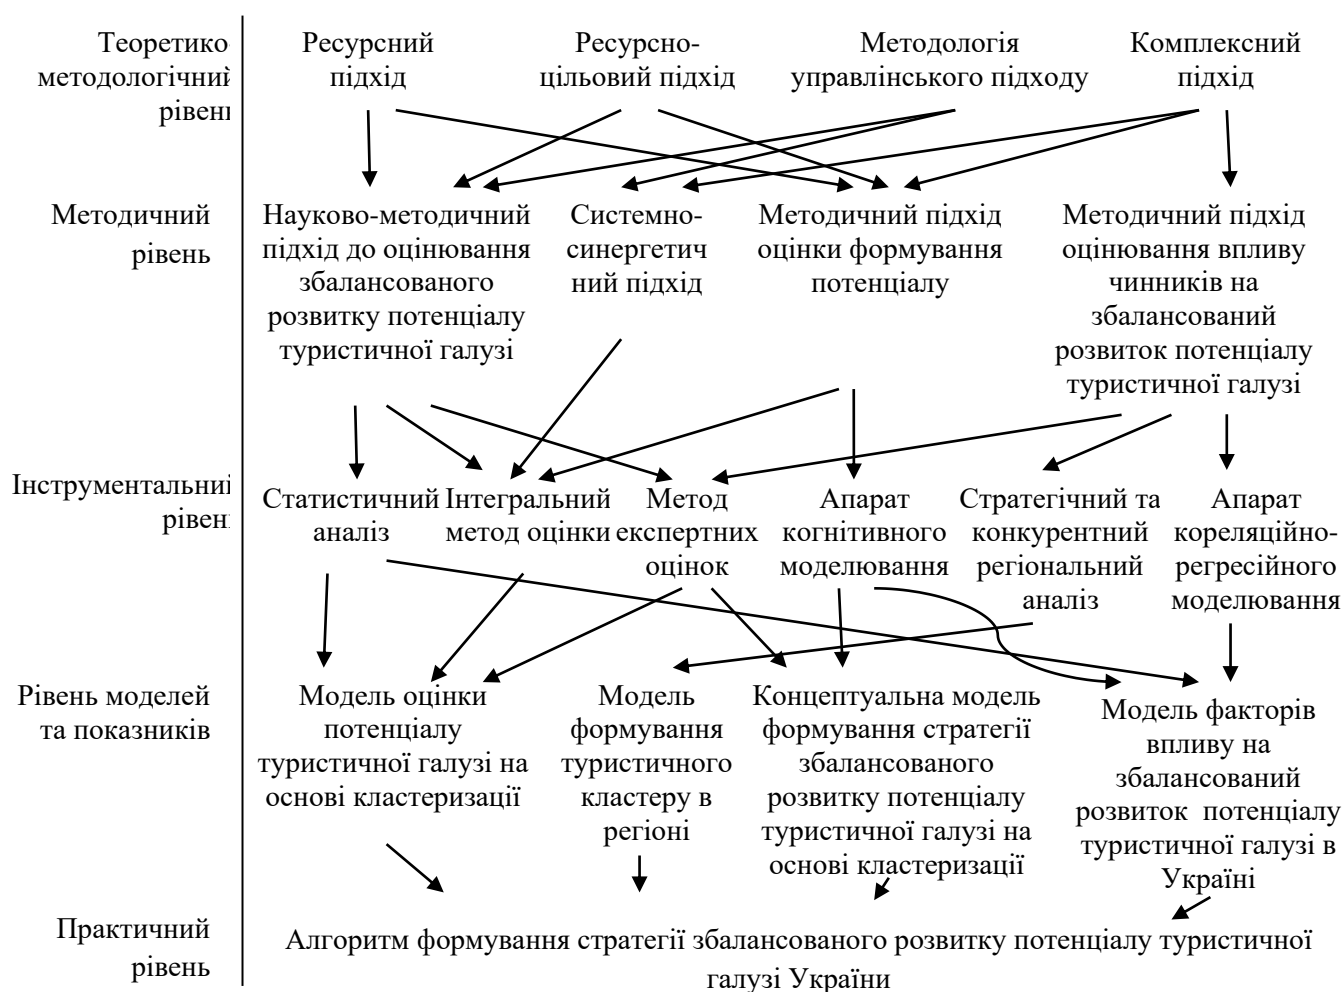 Теоретико
методологічний
рівен
Ресурсний
підхід
Ресурсно-
цільовий підхід
Методологія
управлінського підходу
Комплексний
підхід
Методичний
рівень
Науково-методичний
підхід до оцінювання
збалансованого
розвитку потенціалу
туристичної галузі
Системно-
синергетич
ний підхід
Методичний підхід
оцінки формування
потенціалу
Методичний підхід
оцінювання впливу
чинників на
збалансований
розвиток потенціалу
туристичної галузі
Інструментальний
рівен
Статистичний
аналіз
Інтегральний
метод оцінки
Метод
експертних
оцінок
Апарат
когнітивного
моделювання
Стратегічний та
конкурентний
регіональний
аналіз
Апарат
кореляційно-
регресійного
моделювання
Рівень моделей
та показників
Модель оцінки
потенціалу
туристичної галузі на
основі кластеризації
Модель
формування
туристичного
кластеру в
регіоні
Концептуальна модель
формування стратегії
збалансованого
розвитку потенціалу
туристичної галузі на
основі кластеризації
Модель факторів
впливу на
збалансований
розвиток потенціалу
туристичної галузі в
Україні
Практичний
рівень
Алгоритм формування стратегії збалансованого розвитку потенціалу туристичної
галузі України